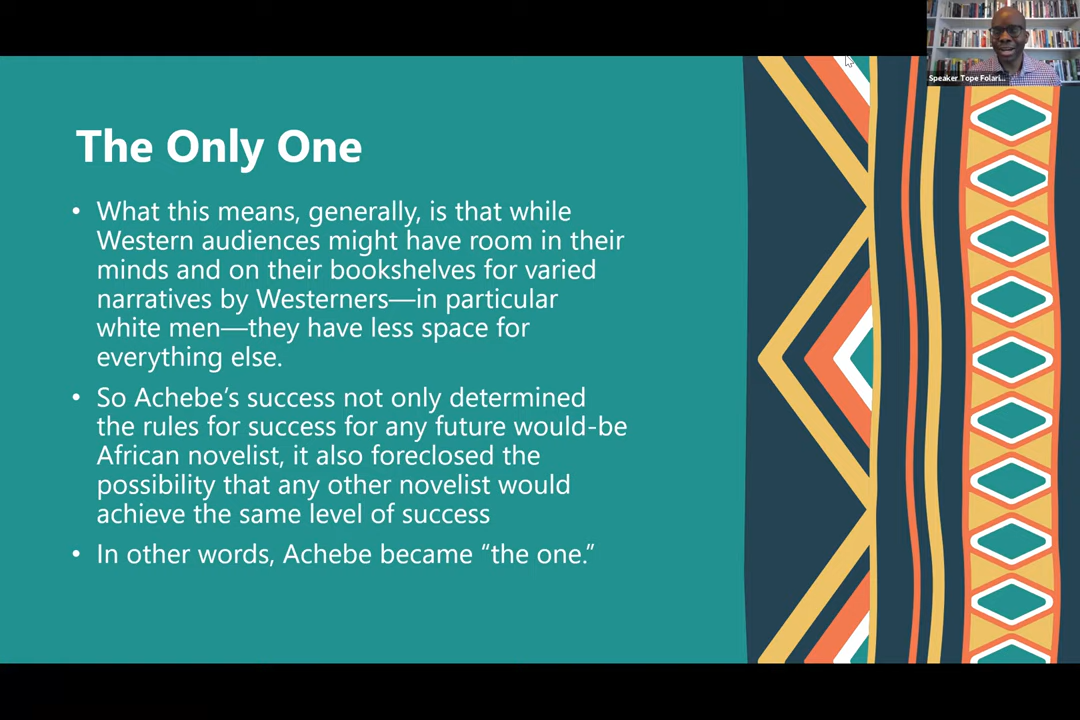 Speaker Tope Folari...
The Only One
• What this means, generally, is that while
Western audiences might have room in their
minds and on their bookshelves for varied
narratives by Westerners—in particular
white men—they have less space for
everything else.
• So Achebe’s success not only determined
the rules for success for any future would-be
African novelist, it also foreclosed the
possibility that any other novelist would
achieve the same level of success
• In other words, Achebe became “the one.”